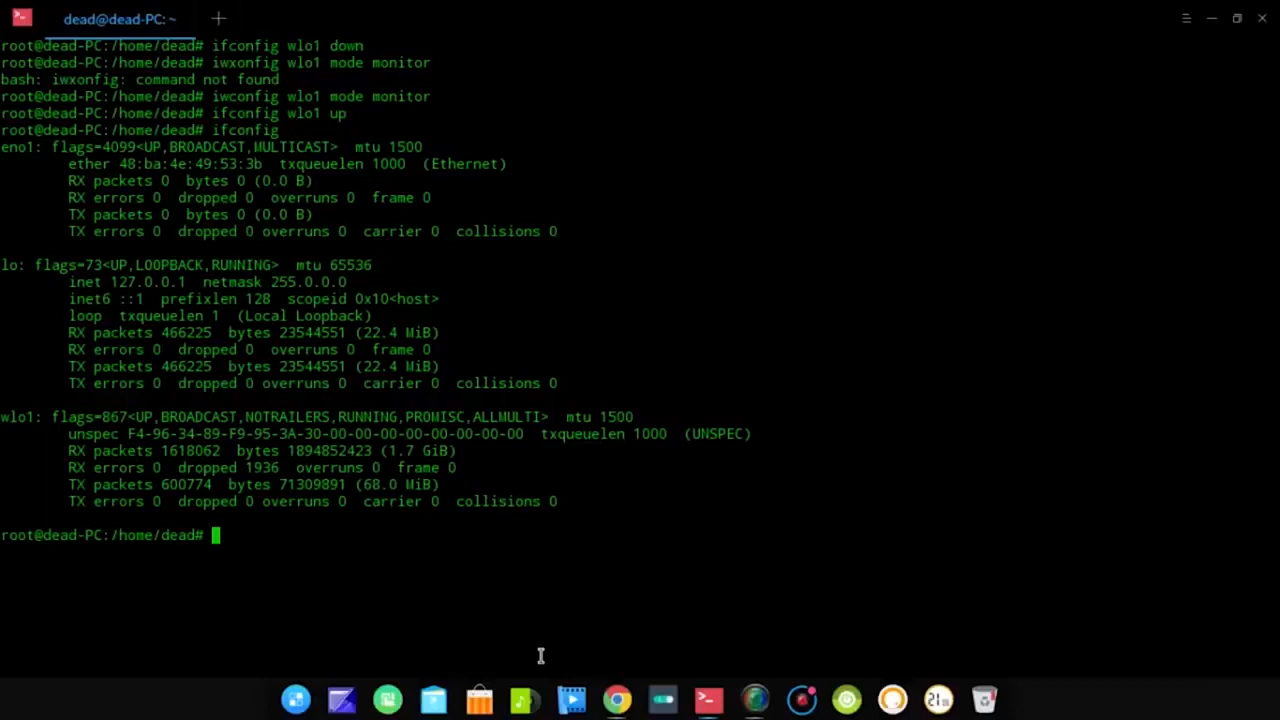 dead@dead-PC: ~
root@dead-PC:/home/dead# ifconfig wlo1 down
root@dead-PC:/home/dead# iwxonfig wlo1 mode monitor
bash: iwxonfig: command not found
root@dead-PC:/home/dead# iwconfig wlo1 mode monitor
root@dead-PC:/home/dead# ifconfig wlo1 up
root@dead-PC:/home/dead# ifconfig
eno1: flags=4099<UP,BROADCAST,MULTICAST>  mtu 1500
        ether 48:ba:4e:49:53:3b  txqueuelen 1000  (Ethernet)
        RX packets 0  bytes 0 (0.0 B)
        RX errors 0  dropped 0  overruns 0  frame 0
        TX packets 0  bytes 0 (0.0 B)
        TX errors 0  dropped 0 overruns 0  carrier 0  collisions 0
lo: flags=73<UP,LOOPBACK,RUNNING>  mtu 65536
        inet 127.0.0.1  netmask 255.0.0.0
        inet6 ::1  prefixlen 128  scopeid 0x10<host>
        loop  txqueuelen 1  (Local Loopback)
        RX packets 466225  bytes 23544551 (22.4 MiB)
        RX errors 0  dropped 0  overruns 0  frame 0
        TX packets 466225  bytes 23544551 (22.4 MiB)
        TX errors 0  dropped 0 overruns 0  carrier 0  collisions 0
wlo1: flags=867<UP,BROADCAST,NOTRAILERS,RUNNING,PROMISC,ALLMULTI>  mtu 1500
        unspec F4-96-34-89-F9-95-3A-30-00-00-00-00-00-00-00-00  txqueuelen 1000  (UNSPEC)
        RX packets 1618062  bytes 1894852423 (1.7 GiB)
        RX errors 0  dropped 1936  overruns 0  frame 0
        TX packets 600774  bytes 71309891 (68.0 MiB)
        TX errors 0  dropped 0 overruns 0  carrier 0  collisions 0
root@dead-PC:/home/dead#
21